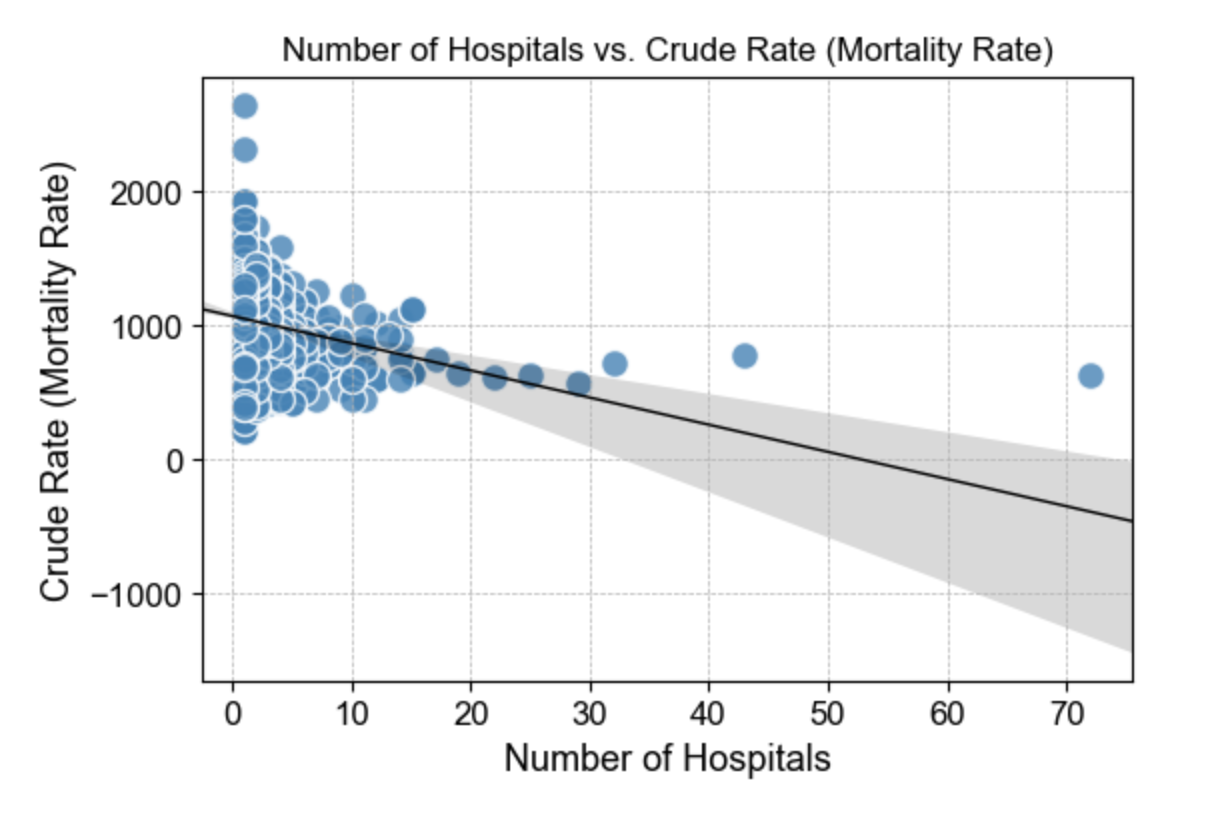 Number of Hospitals vs. Crude Rate (Mortality Rate)
Crude Rate (Mortality Rate)
2000
1000
0
−1000
0 10 20 30 40 50 60 70
Number of Hospitals